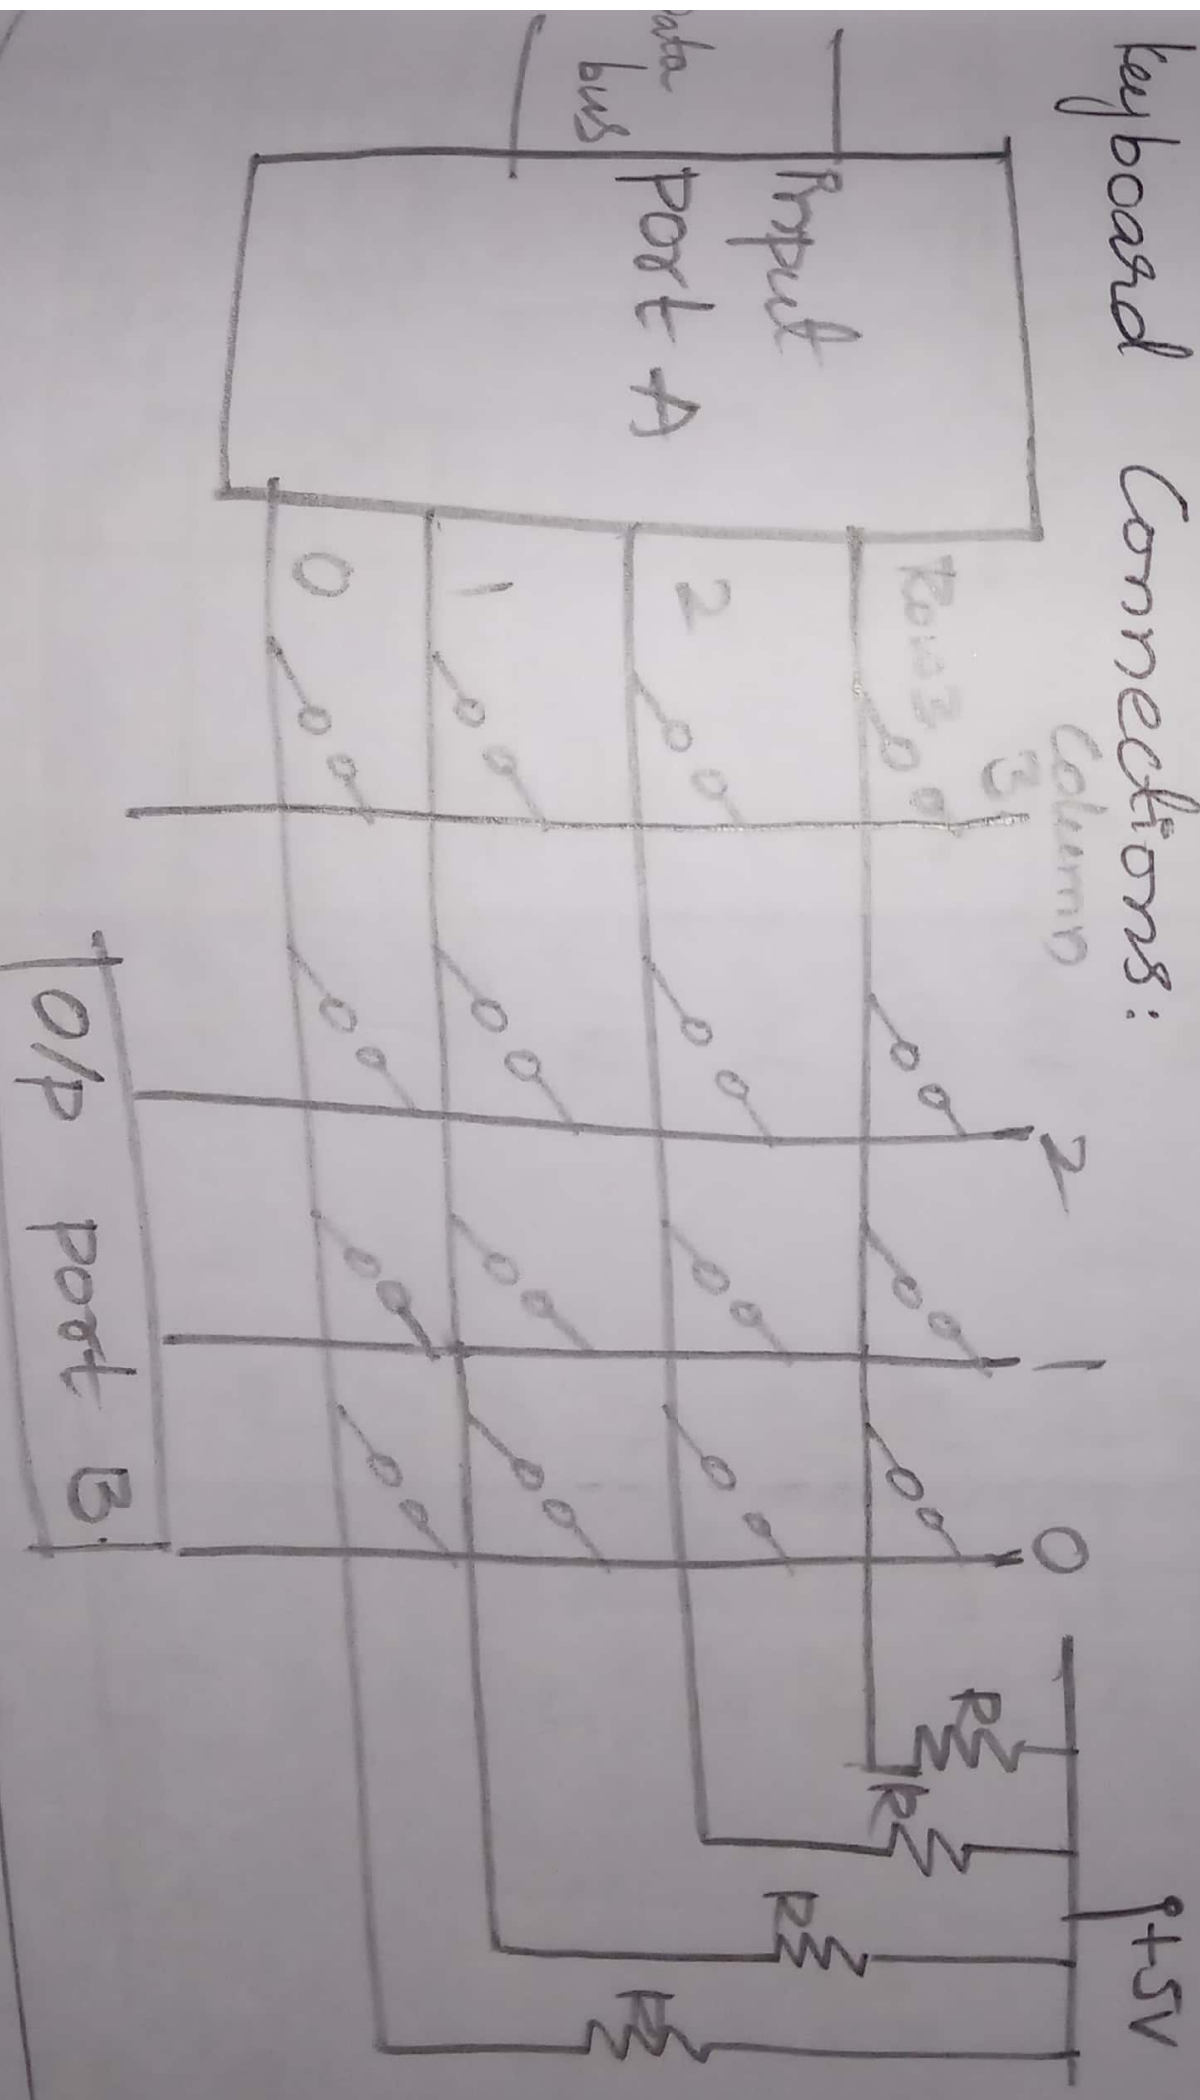 Keyboard Connections:
Column
3 2 1 0
+5V
Row 3
R
R
2
Input
Port A
Data
bus
R
1
R
0
O/p port B